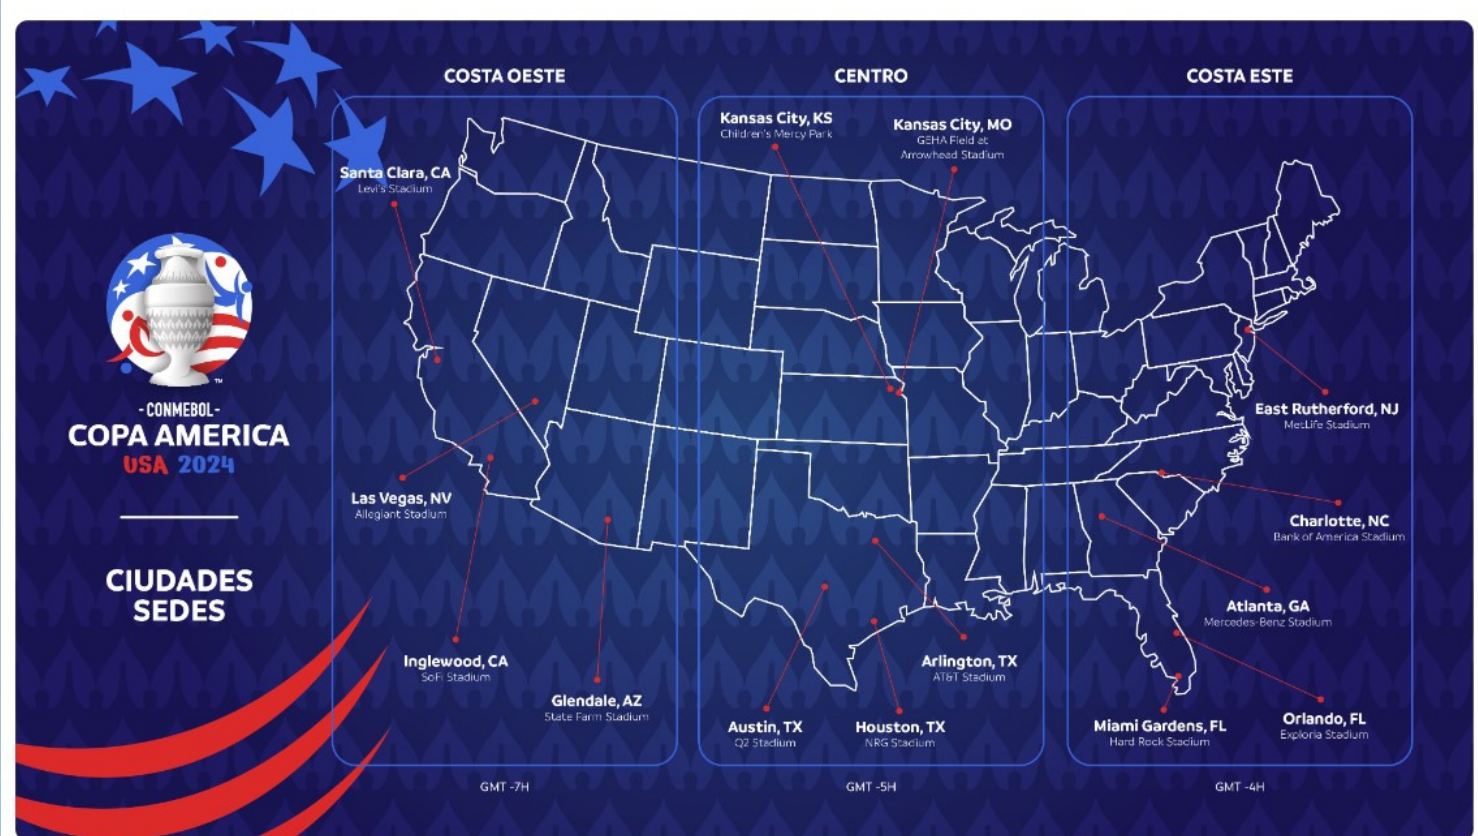 COSTA OESTE
CENTRO
COSTA ESTE
Santa Clara, CA
Levi's Stadium
Las Vegas, NV
Allegiant Stadium
Inglewood, CA
SoFi Stadium
Glendale, AZ
State Farm Stadium
GMT -7H
Kansas City, KS
Children's Mercy Park
Kansas City, MO
GEHA Field at
Arrowhead Stadium
Arlington, TX
AT&T Stadium
Austin, TX
Q2 Stadium
Houston, TX
NRG Stadium
GMT -5H
East Rutherford, NJ
MetLife Stadium
Charlotte, NC
Bank of America Stadium
Atlanta, GA
Mercedes-Benz Stadium
Orlando, FL
Exploria Stadium
Miami Gardens, FL
Hard Rock Stadium
GMT -4H
TM
- CONMEBOL -
COPA AMERICA
USA 2024
CIUDADES
SEDES